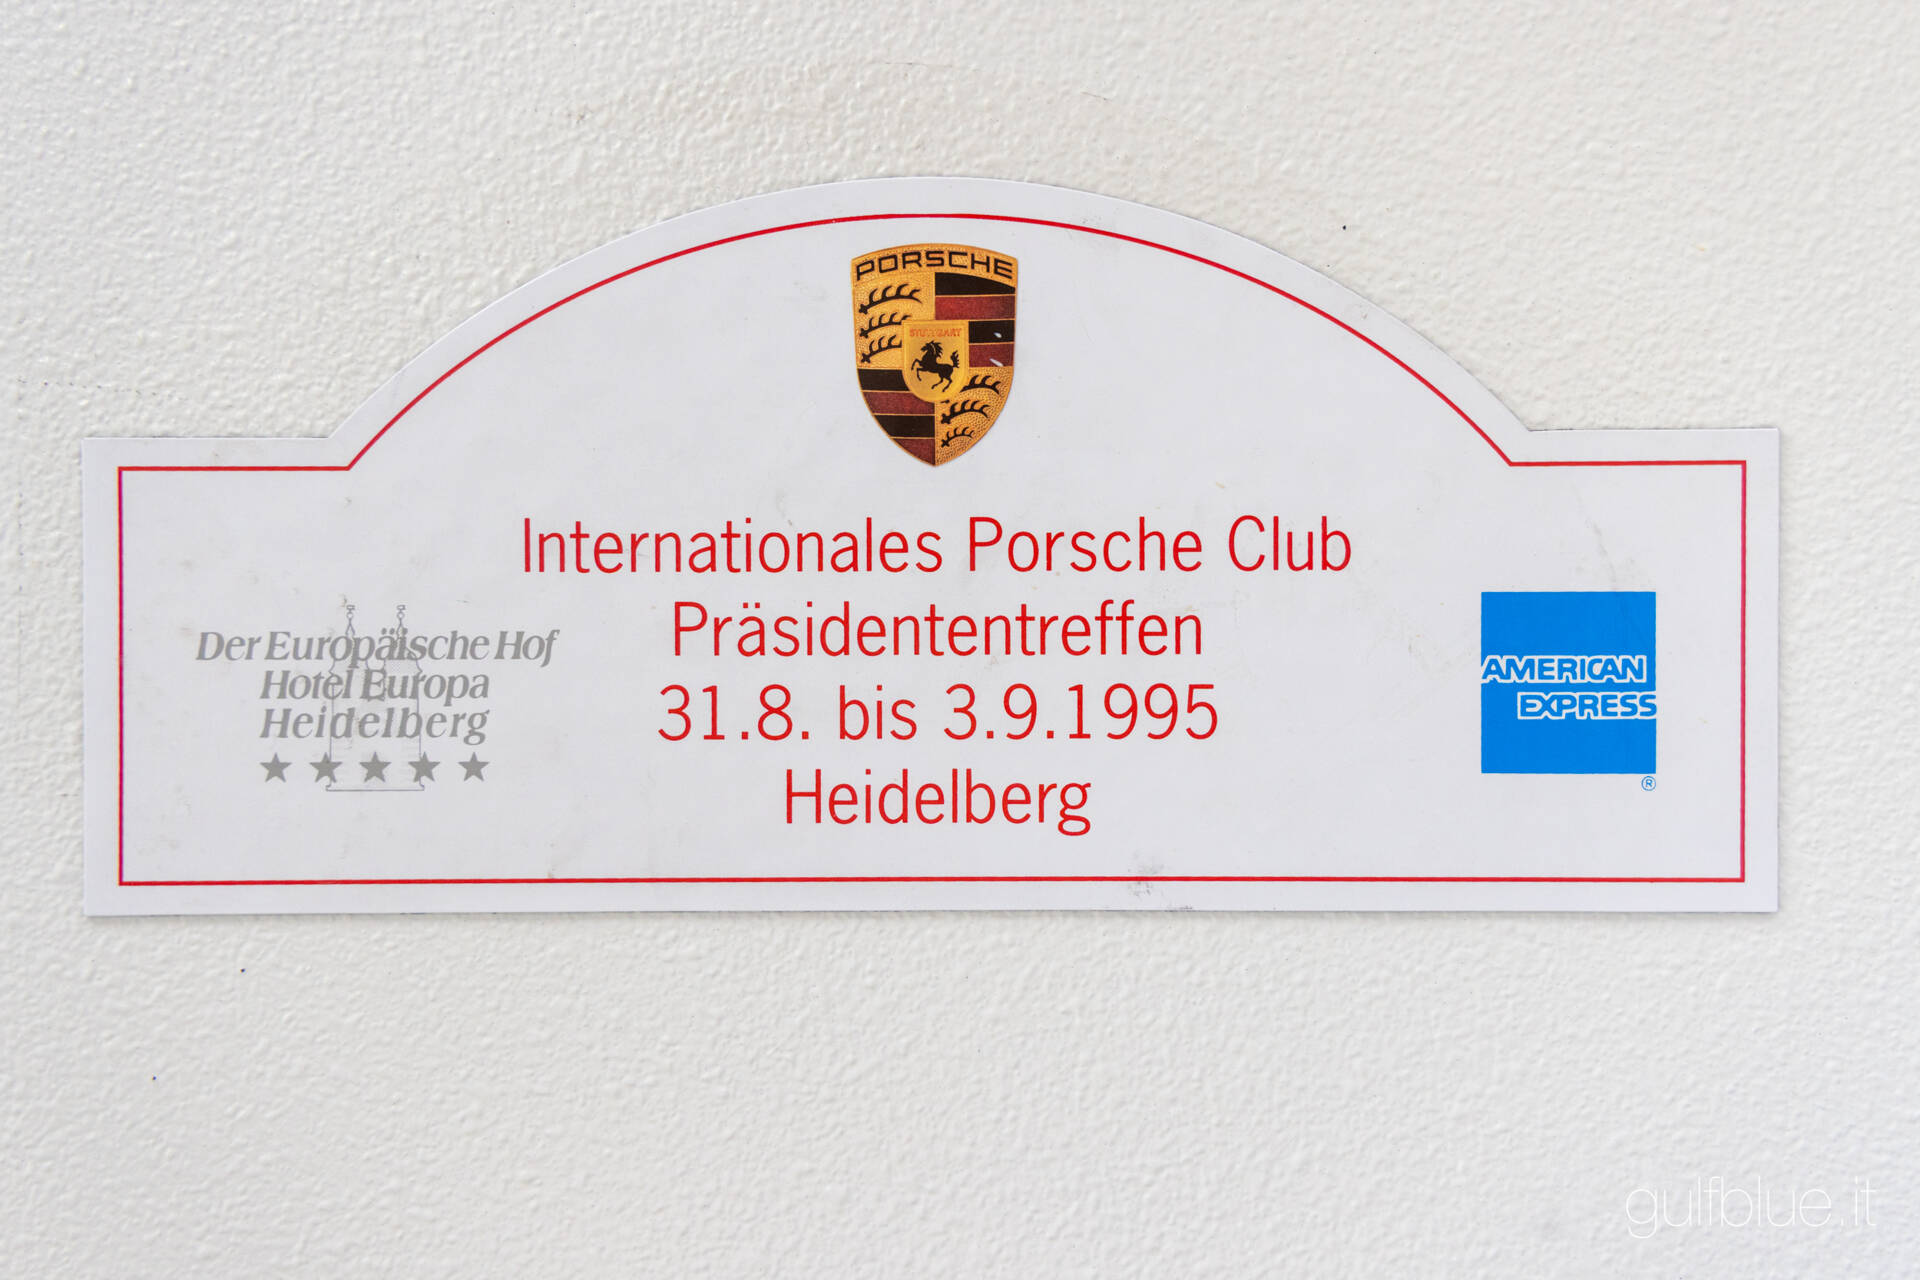 PORSCHE
STUTTGART
Internationales Porsche Club
Präsidententreffen
31.8. bis 3.9.1995
Heidelberg
Der Europäische Hof
Hotel Europa
Heidelberg
AMERICAN
EXPRESS
®
gulfblue.it